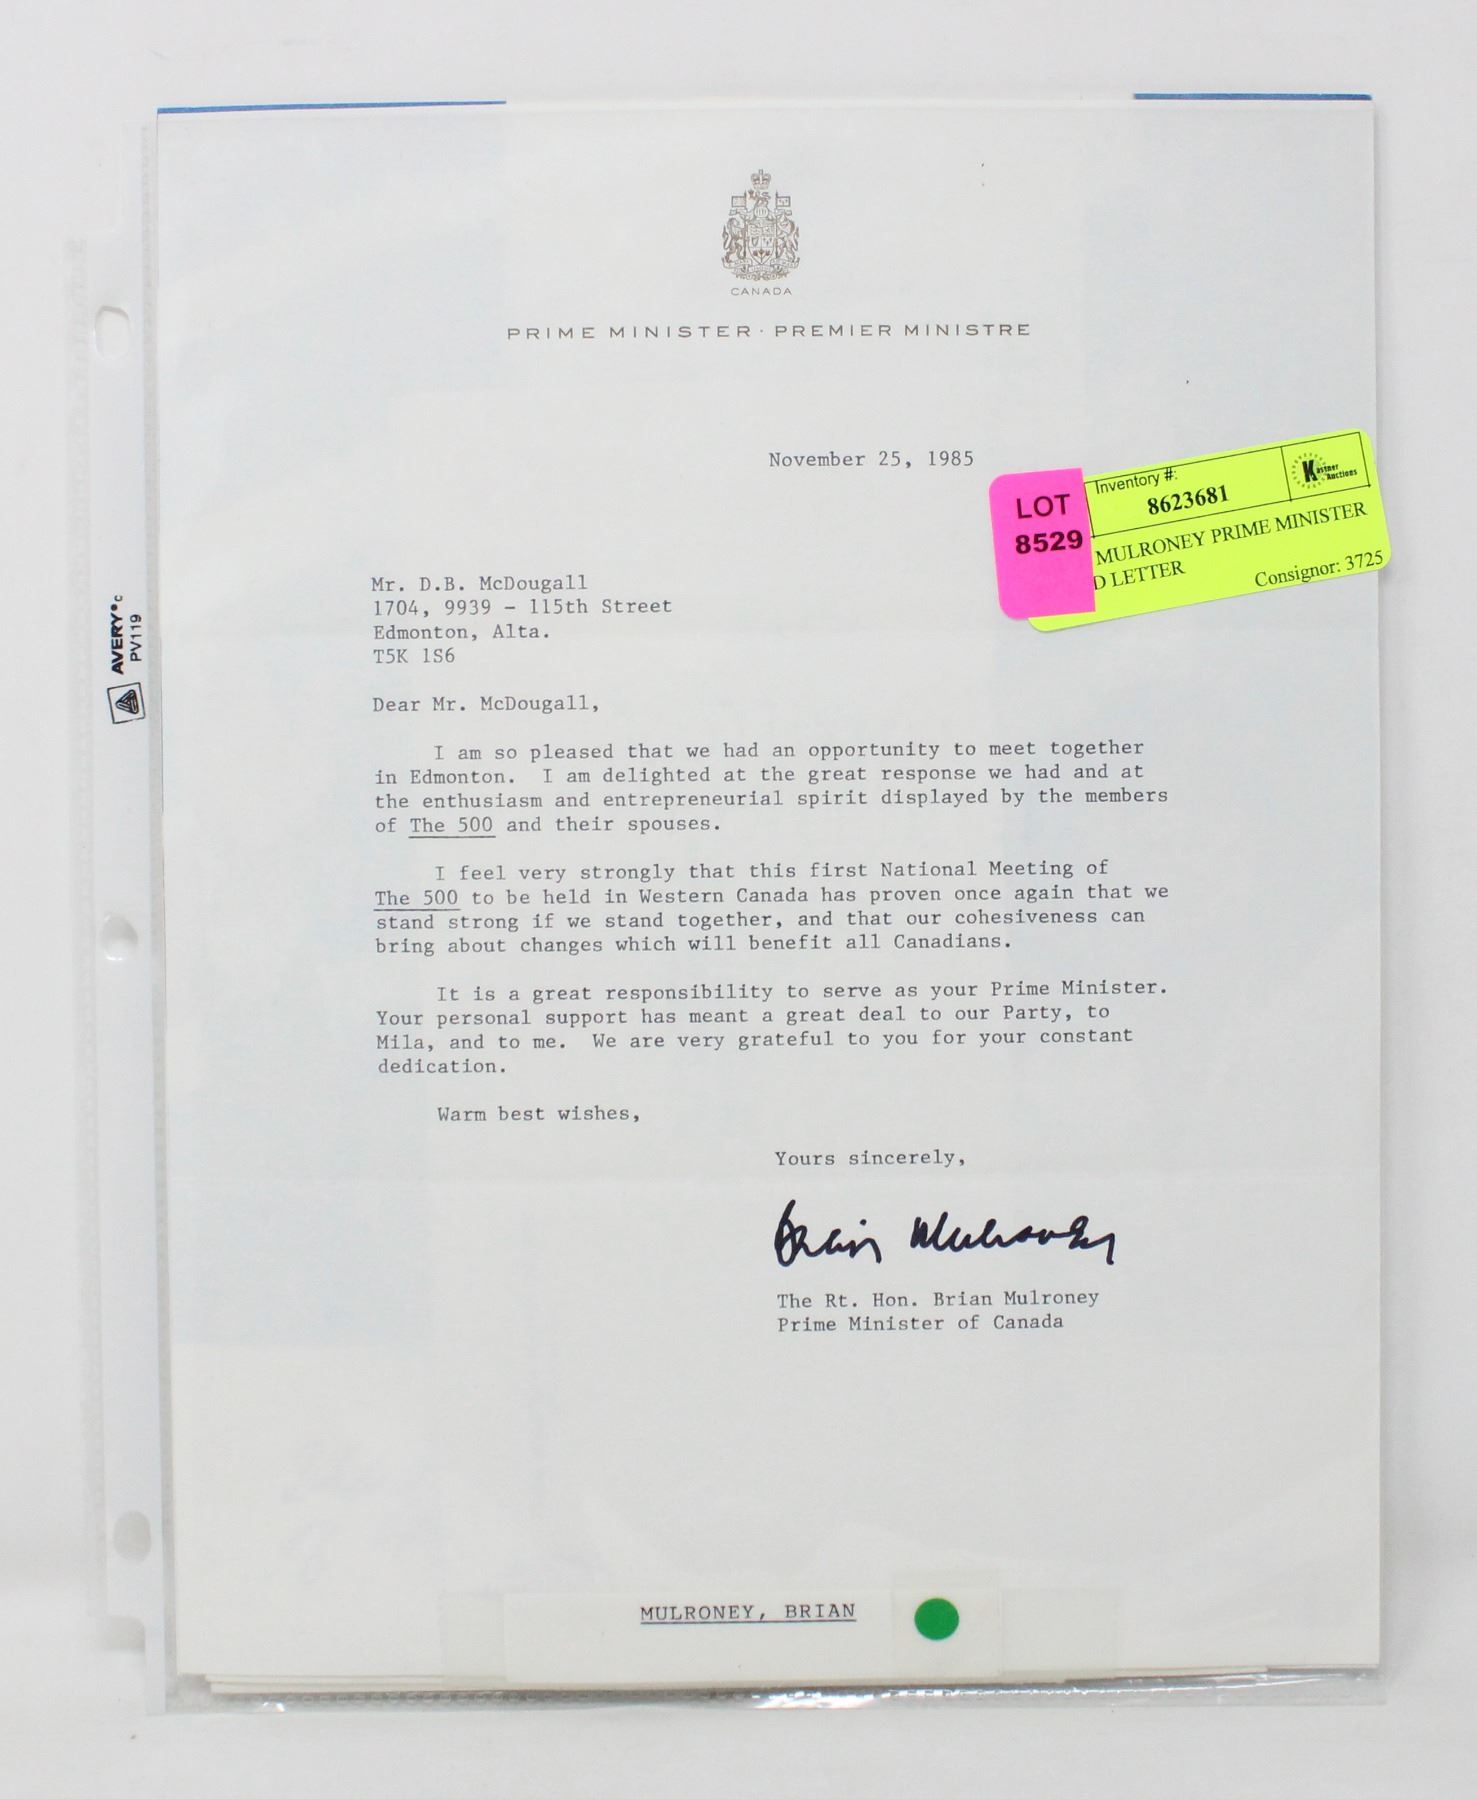 CANADA
PRIME MINISTER · PREMIER MINISTRE
November 25, 1985
LOT
8529
Inventory #:
8623681
Kastner
Auctions
MULRONEY PRIME MINISTER
D LETTER
Consignor: 3725
Mr. D.B. McDougall
1704, 9939 - 115th Street
Edmonton, Alta.
T5K 1S6
AVERY®c
PV119
Dear Mr. McDougall,
I am so pleased that we had an opportunity to meet together
in Edmonton. I am delighted at the great response we had and at
the enthusiasm and entrepreneurial spirit displayed by the members
of The 500 and their spouses.
I feel very strongly that this first National Meeting of
The 500 to be held in Western Canada has proven once again that we
stand strong if we stand together, and that our cohesiveness can
bring about changes which will benefit all Canadians.
It is a great responsibility to serve as your Prime Minister.
Your personal support has meant a great deal to our Party, to
Mila, and to me. We are very grateful to you for your constant
dedication.
Warm best wishes,
Yours sincerely,
Brian Mulroney
The Rt. Hon. Brian Mulroney
Prime Minister of Canada
MULRONEY, BRIAN